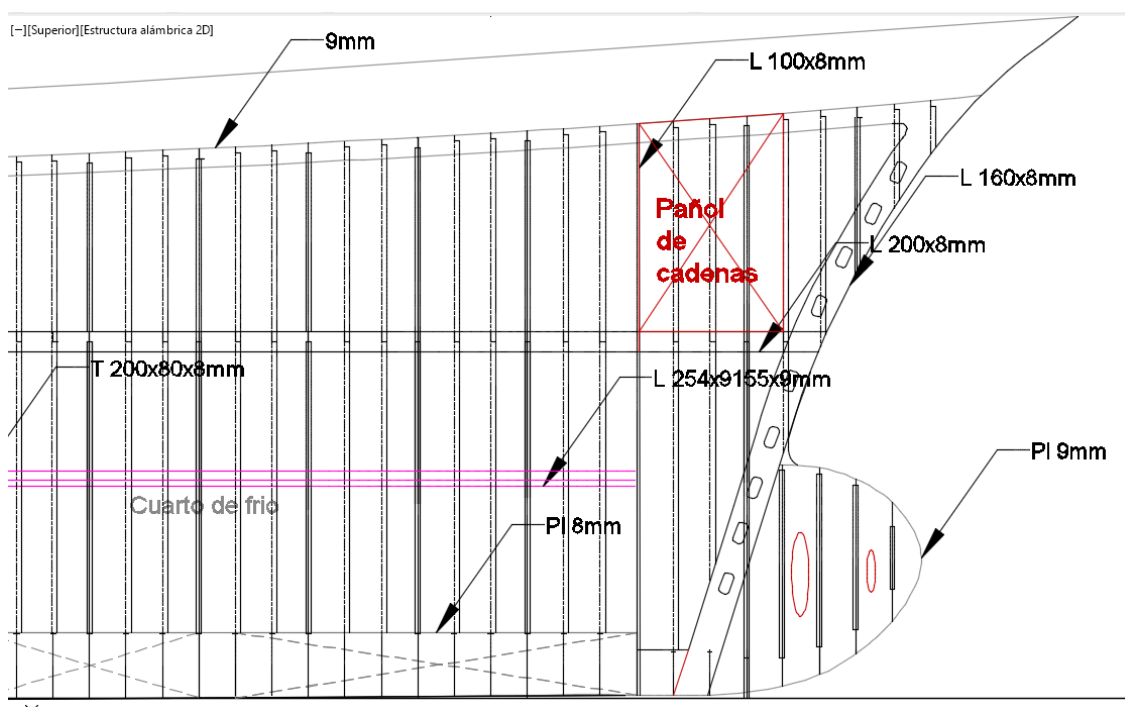 [−][Superior][Estructura alámbrica 2D]
9mm
L 100x8mm
L 160x8mm
Pañol
de
cadenas
L 200x8mm
T 200x80x8mm
L 254x9155x9mm
Pl 9mm
Cuarto de frio
Pl 8mm